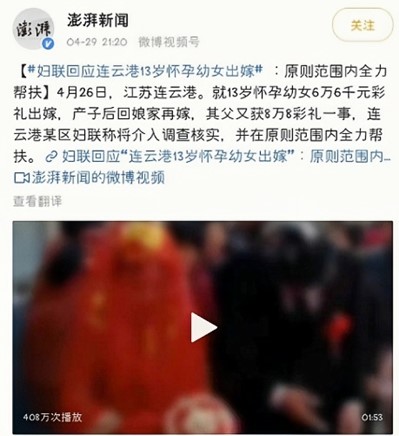 澎湃
澎湃新闻
04-29 21:20 微博视频号
关注
【#妇联回应连云港13岁怀孕幼女出嫁#：原则范围内全力
帮扶】4月26日，江苏连云港。就13岁怀孕幼女6万6千元彩
礼出嫁，产子后回娘家再嫁，其父又获8万8彩礼一事，连
云港某区妇联称将介入调查核实，并在原则范围内全力帮
扶。妇联回应“连云港13岁怀孕幼女出嫁”：原则范围内...
澎湃新闻的微博视频
查看翻译
408万次播放
01:53